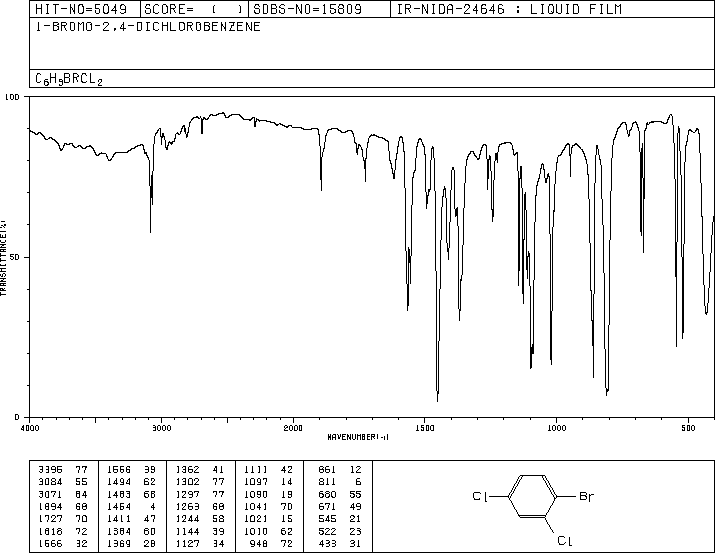 HIT-NO=5049 SCORE= ( ) SDBS-NO=15809 IR-NIDA-24646 : LIQUID FILM
1-BROMO-2,4-DICHLOROBENZENE
C6H3BRCL2
100
50
0
TRANSMITTANCE(%)
4000 3000 2000 1500 1000 500
WAVENUMBER(-1)
3395 77 1556 39 1362 41 1111 42 861 12
3084 55 1494 62 1302 77 1097 14 811 6
3071 64 1483 66 1297 77 1090 19 680 55
1894 68 1454 4 1263 68 1041 70 671 49
1727 70 1411 47 1244 58 1021 15 545 21
1618 72 1384 60 1144 39 1010 62 522 23
1566 32 1369 28 1127 34 948 72 433 31
Cl
Br
Cl